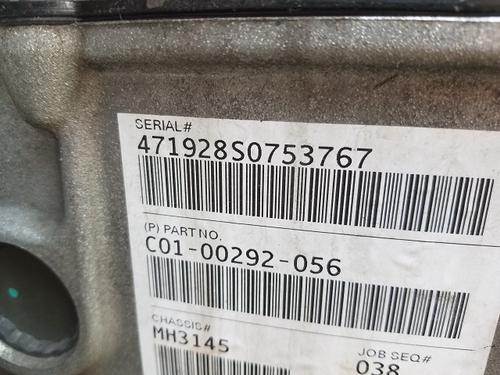 SERIAL#
471928S0753767
(P) PART NO.
C01-00292-056
CHASSIS#
MH3145
JOB SEQ#
038